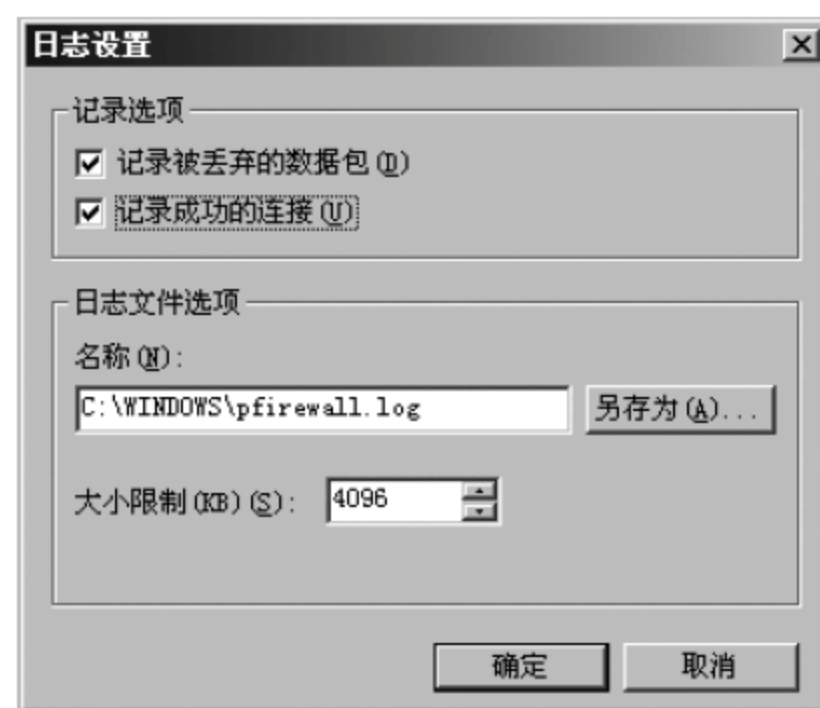 日志设置
记录选项
记录被丢弃的数据包(D)
记录成功的连接(U)
日志文件选项
名称(N):
C:\WINDOWS\pfirewall.log 另存为(A)...
大小限制(KB)(S): 4096
确定 取消